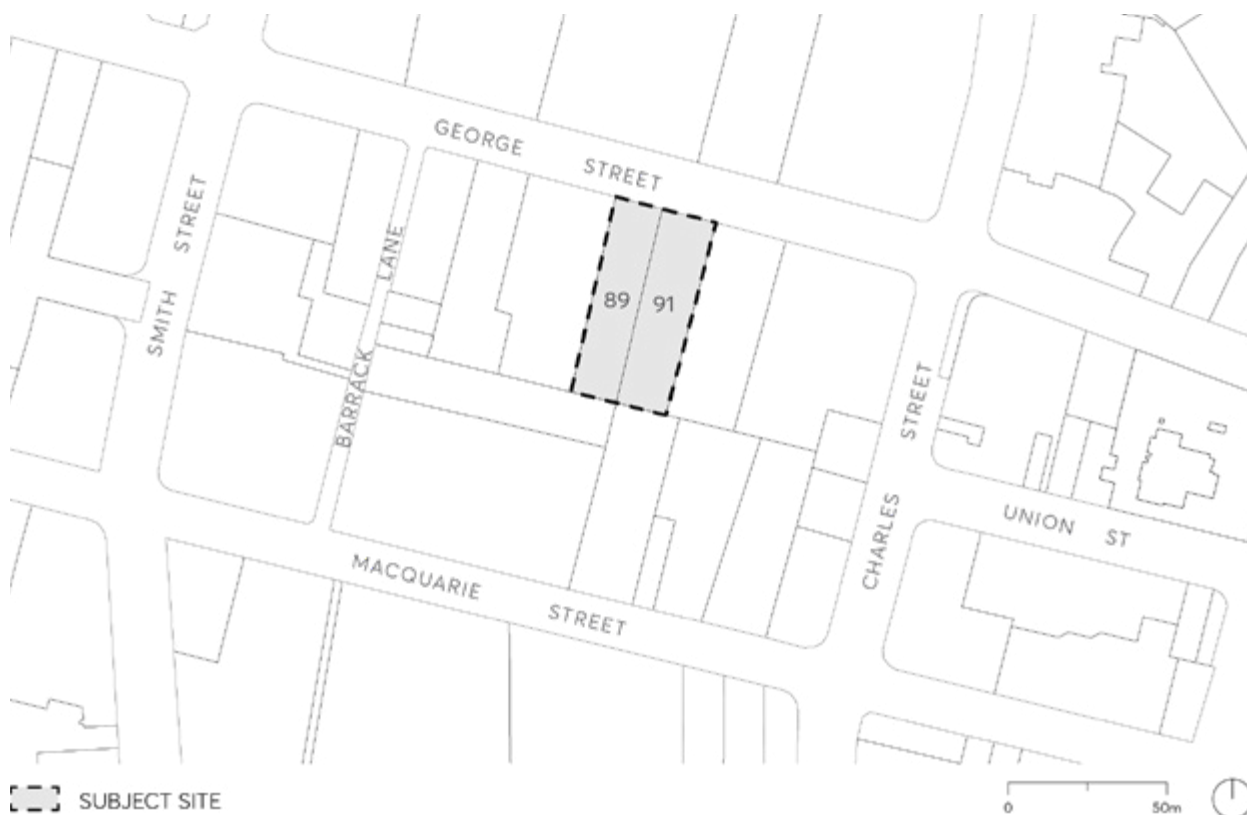 GEORGE STREET
SMITH STREET
BARRACK LANE
89
91
CHARLES STREET
UNION ST
MACQUARIE STREET
SUBJECT SITE
0
50m